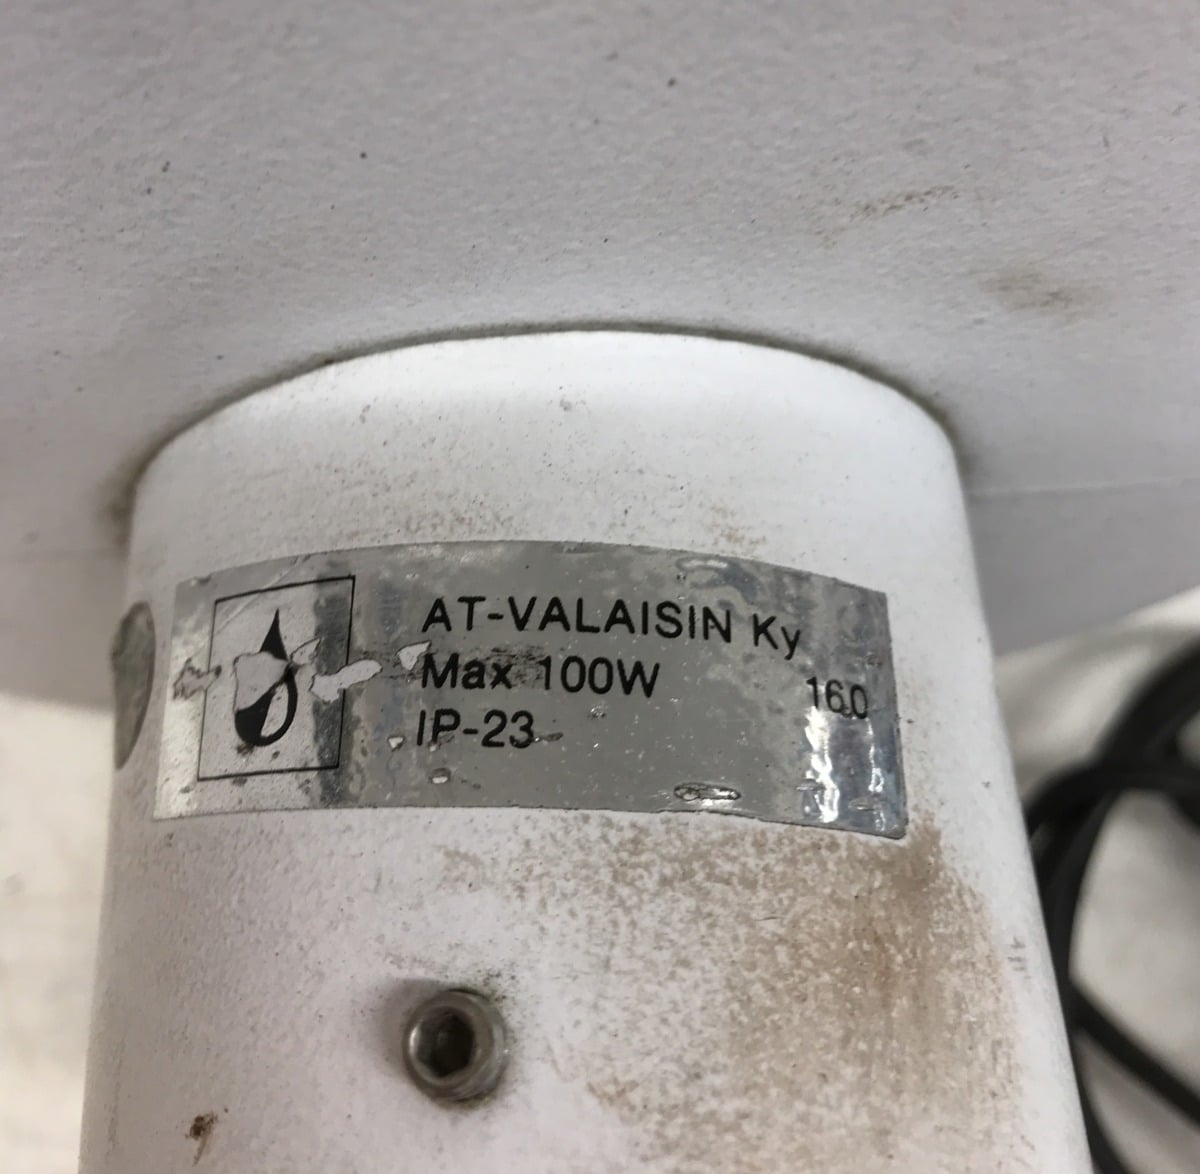 AT-VALAISIN Ky
Max 100W
160
IP-23